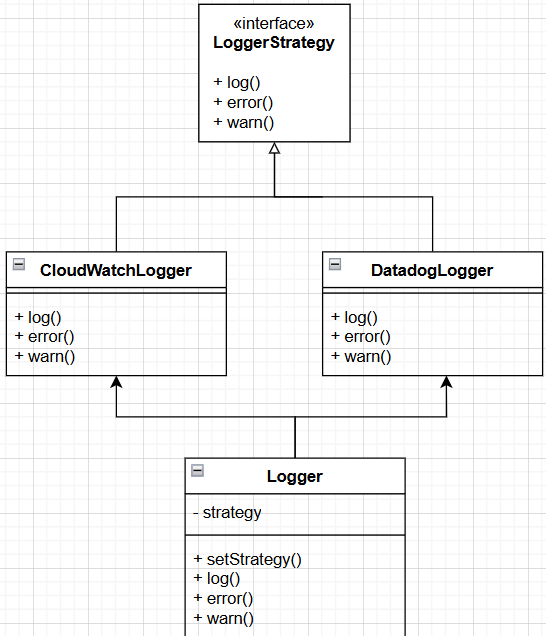 «interface»
LoggerStrategy
+ log()
+ error()
+ warn()
CloudWatchLogger
+ log()
+ error()
+ warn()
DatadogLogger
+ log()
+ error()
+ warn()
Logger
- strategy
+ setStrategy()
+ log()
+ error()
+ warn()